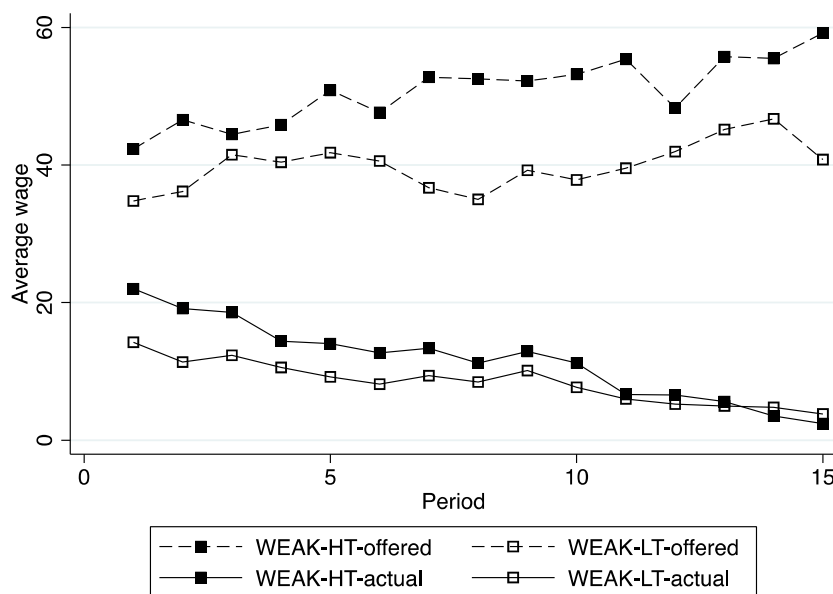 60
40
20
0
Average wage
0 5 10 15
Period
WEAK-HT-offered WEAK-LT-offered
WEAK-HT-actual WEAK-LT-actual